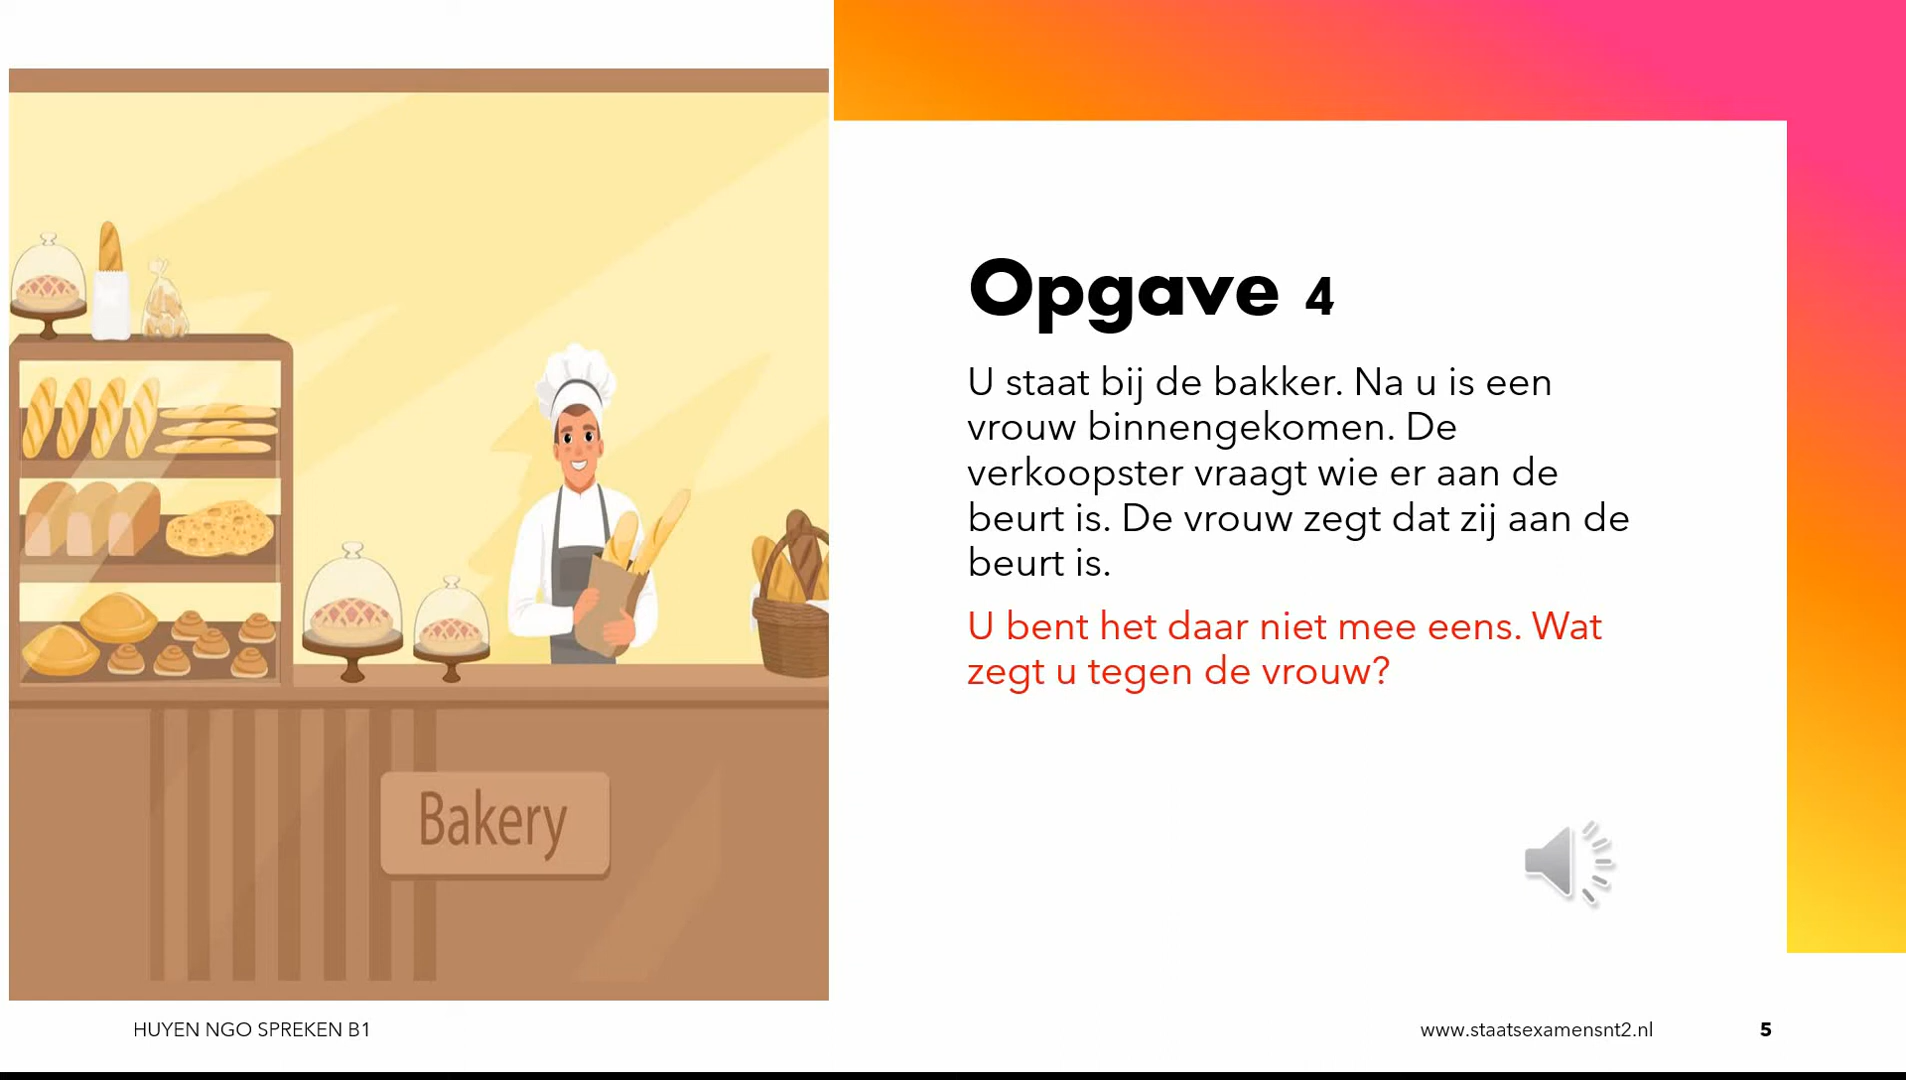 Opgave 4
U staat bij de bakker. Na u is een
vrouw binnengekomen. De
verkoopster vraagt wie er aan de
beurt is. De vrouw zegt dat zij aan de
beurt is.
U bent het daar niet mee eens. Wat
zegt u tegen de vrouw?
Bakery
HUYEN NGO SPREKEN B1
www.staatsexamensnt2.nl
5